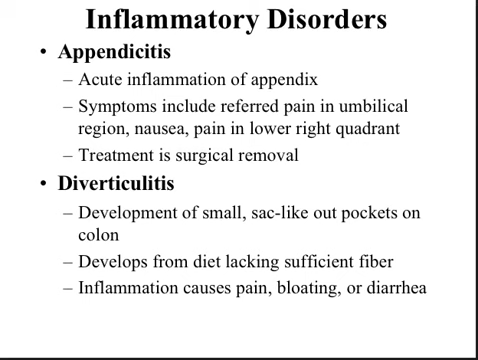 Inflammatory Disorders
• Appendicitis
– Acute inflammation of appendix
– Symptoms include referred pain in umbilical
region, nausea, pain in lower right quadrant
– Treatment is surgical removal
• Diverticulitis
– Development of small, sac-like out pockets on
colon
– Develops from diet lacking sufficient fiber
– Inflammation causes pain, bloating, or diarrhea